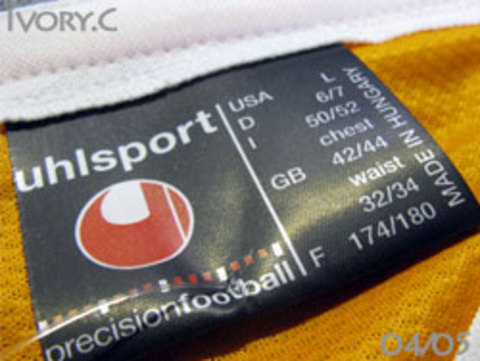 IVORY.C
uhlsport
precisionfootball
USA L
D 6/7
I 50/52
chest
GB 42/44
waist
32/34
F 174/180
MADE IN HUNGARY
04/05